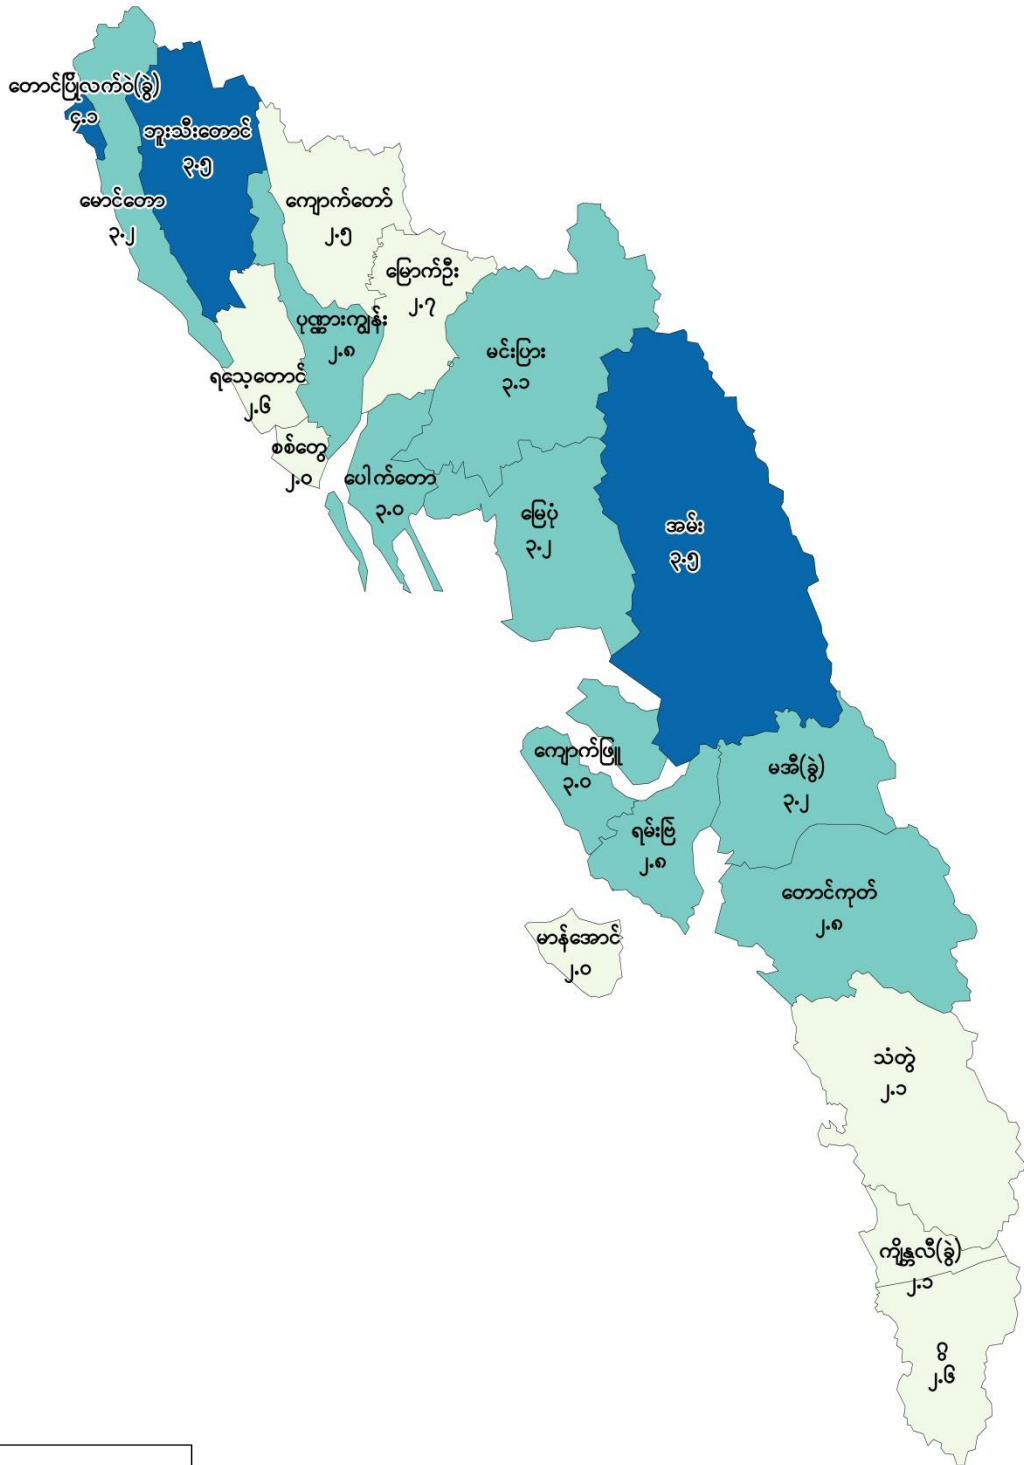 တောင်ပြိုလက်ဝဲ(ခွဲ)
၄.၁
ဘူးသီးတောင်
၃.၅
မောင်တော
၃.၂
ကျောက်တော်
၂.၅
မြောက်ဦး
၂.၇
ပုဏ္ဏားကျွန်း
၂.၈
မင်းပြား
၃.၁
ရသေ့တောင်
၂.၆
စစ်တွေ
၂.၀
ပေါက်တော
၃.၀
မြေပုံ
၃.၂
အမ်း
၃.၅
ကျောက်ဖြူ
၃.၀
မအီ(ခွဲ)
၃.၂
ရမ်းဗြဲ
၂.၈
တောင်ကုတ်
၂.၈
မာန်အောင်
၂.၀
သံတွဲ
၂.၁
ကျိန္တလီ(ခွဲ)
၂.၁
ဂွ
၂.၆